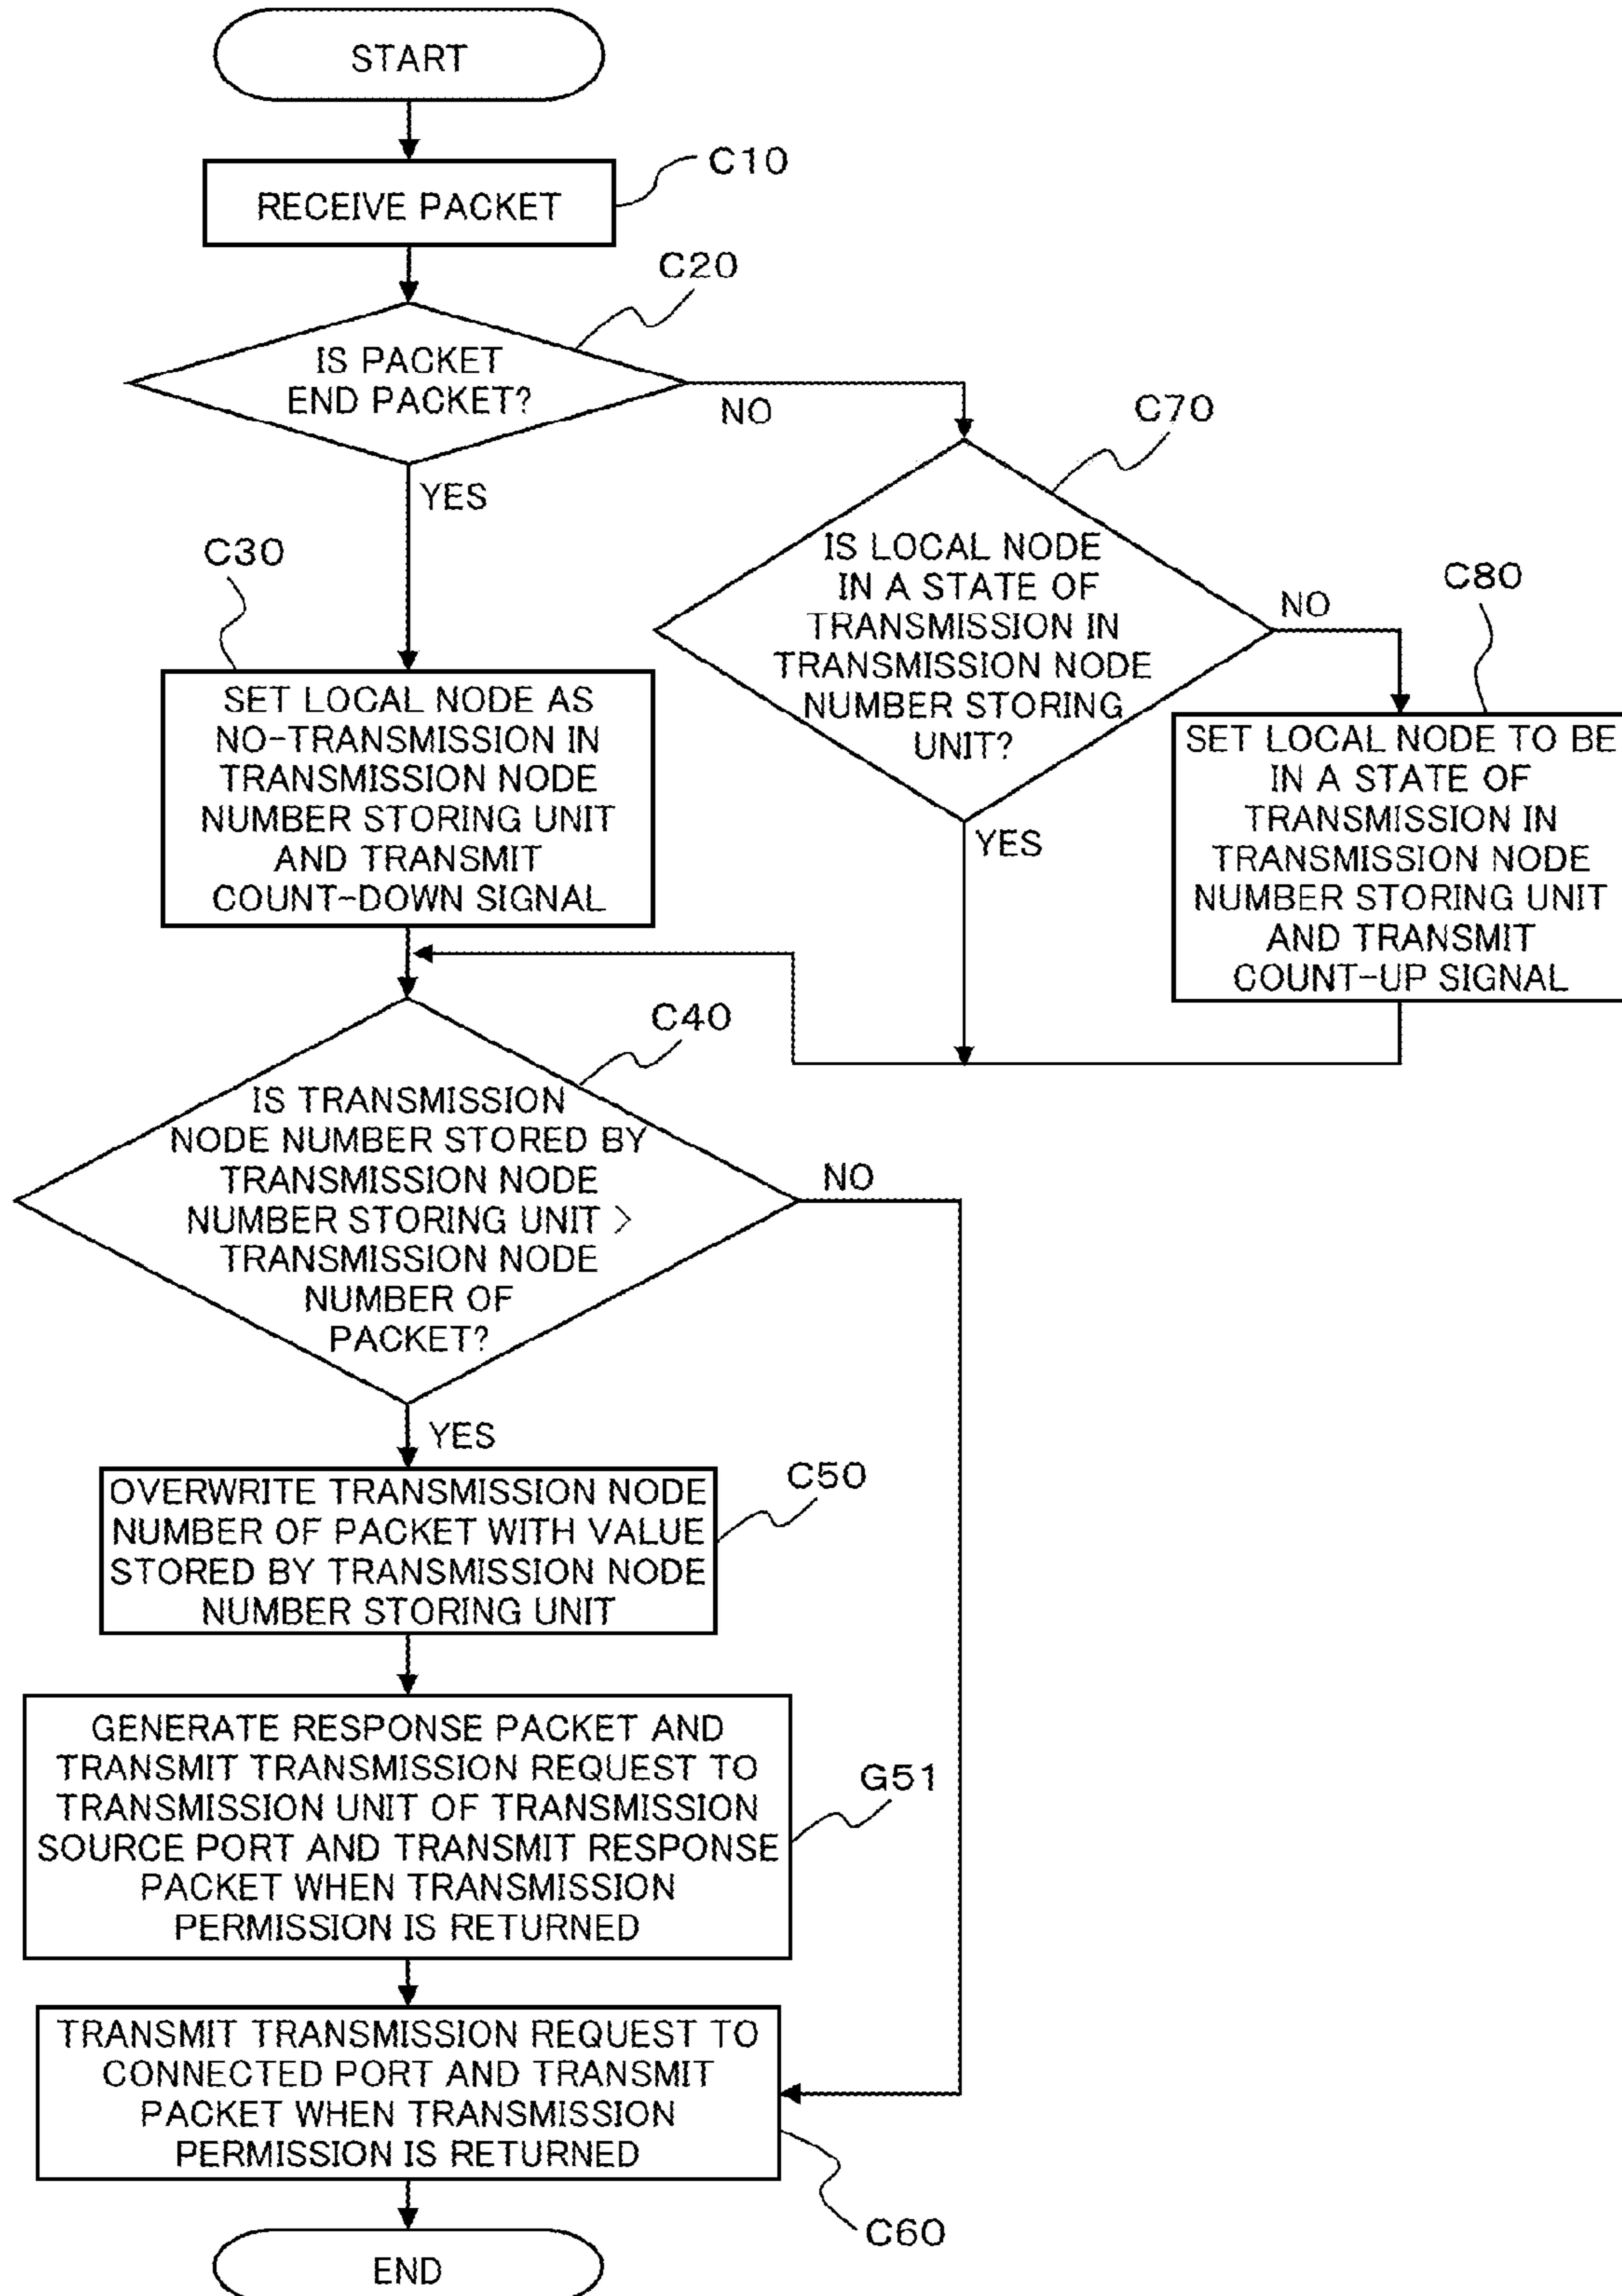 START
C10
RECEIVE PACKET
C20
IS PACKET
END PACKET?
NO
YES
C70
IS LOCAL NODE
IN A STATE OF
TRANSMISSION IN
TRANSMISSION NODE
NUMBER STORING
UNIT?
NO
YES
C80
SET LOCAL NODE TO BE
IN A STATE OF
TRANSMISSION IN
TRANSMISSION NODE
NUMBER STORING UNIT
AND TRANSMIT
COUNT-UP SIGNAL
C30
SET LOCAL NODE AS
NO-TRANSMISSION IN
TRANSMISSION NODE
NUMBER STORING UNIT
AND TRANSMIT
COUNT-DOWN SIGNAL
C40
IS TRANSMISSION
NODE NUMBER STORED BY
TRANSMISSION NODE
NUMBER STORING UNIT >
TRANSMISSION NODE
NUMBER OF
PACKET?
NO
YES
C50
OVERWRITE TRANSMISSION NODE
NUMBER OF PACKET WITH VALUE
STORED BY TRANSMISSION NODE
NUMBER STORING UNIT
G51
GENERATE RESPONSE PACKET AND
TRANSMIT TRANSMISSION REQUEST TO
TRANSMISSION UNIT OF TRANSMISSION
SOURCE PORT AND TRANSMIT RESPONSE
PACKET WHEN TRANSMISSION
PERMISSION IS RETURNED
TRANSMIT TRANSMISSION REQUEST TO
CONNECTED PORT AND TRANSMIT
PACKET WHEN TRANSMISSION
PERMISSION IS RETURNED
C60
END